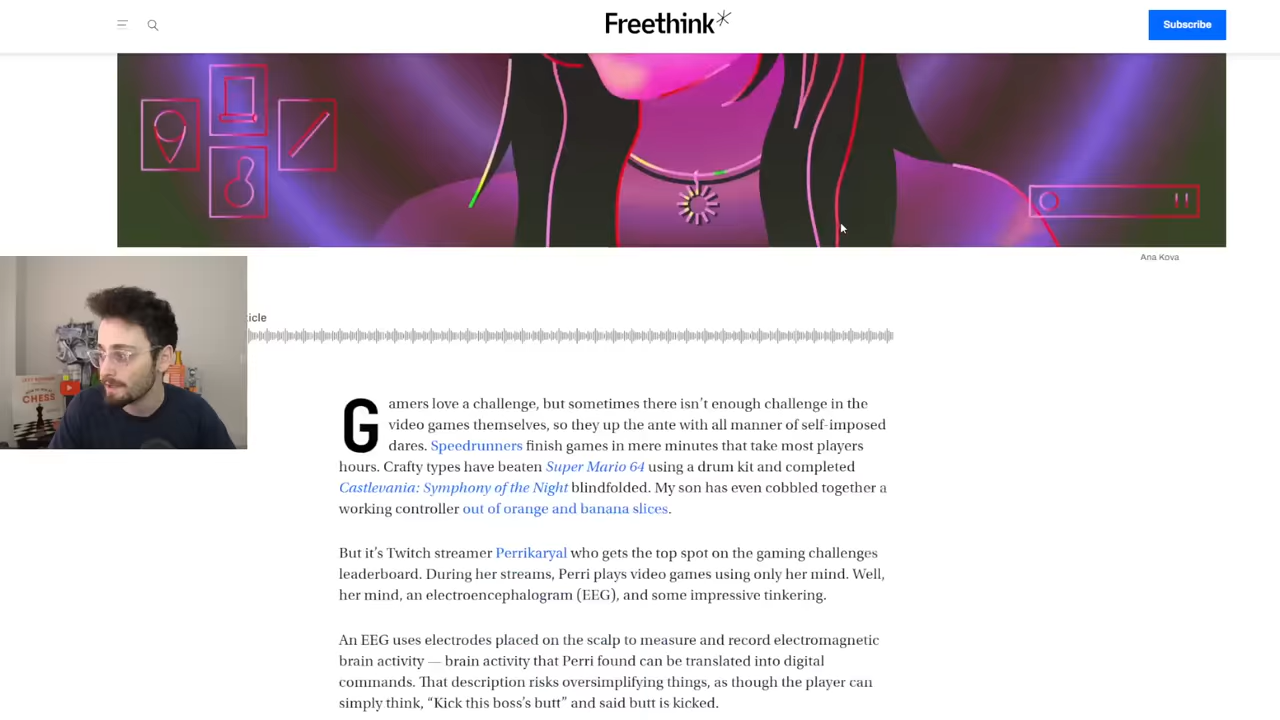 Freethink*
Subscribe
Ana Kova
icle
CHESS
Gamers love a challenge, but sometimes there isn’t enough challenge in the
video games themselves, so they up the ante with all manner of self-imposed
dares. Speedrunners finish games in mere minutes that take most players
hours. Crafty types have beaten Super Mario 64 using a drum kit and completed
Castlevania: Symphony of the Night blindfolded. My son has even cobbled together a
working controller out of orange and banana slices.
But it’s Twitch streamer Perrikaryal who gets the top spot on the gaming challenges
leaderboard. During her streams, Perri plays video games using only her mind. Well,
her mind, an electroencephalogram (EEG), and some impressive tinkering.
An EEG uses electrodes placed on the scalp to measure and record electromagnetic
brain activity — brain activity that Perri found can be translated into digital
commands. That description risks oversimplifying things, as though the player can
simply think, “Kick this boss’s butt” and said butt is kicked.